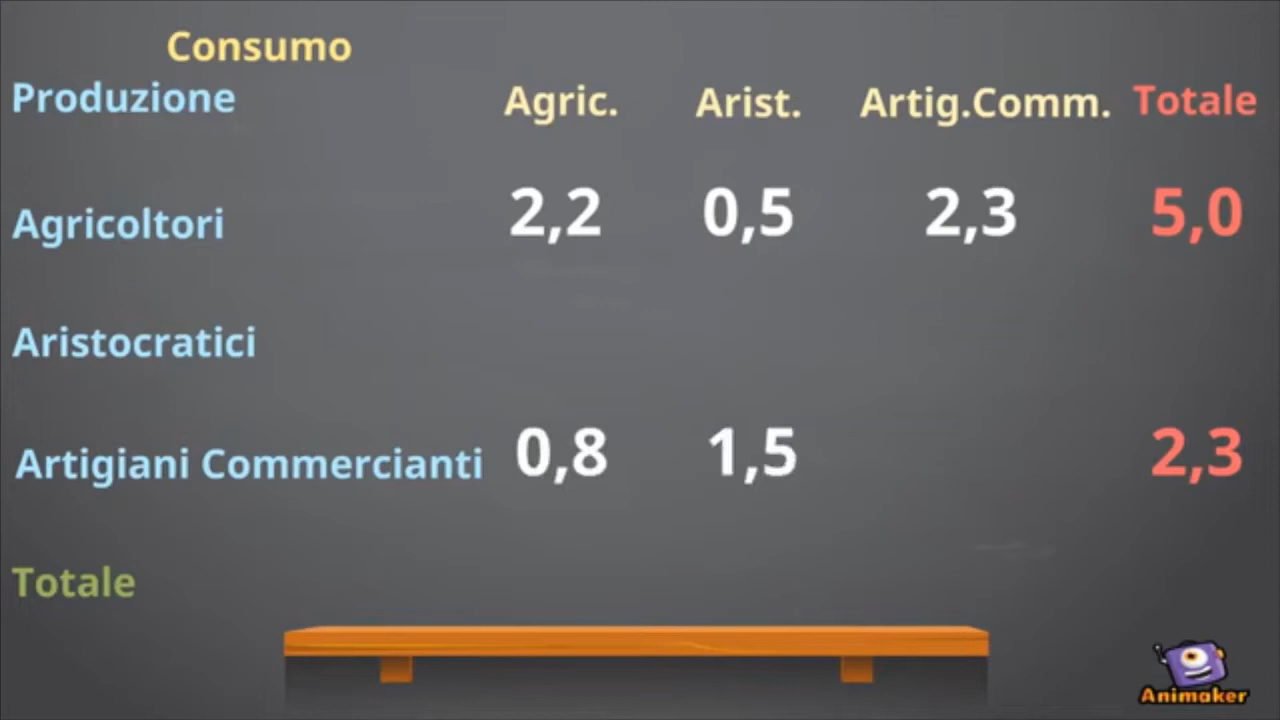 Consumo
Produzione Agric. Arist. Artig.Comm. Totale
Agricoltori 2,2 0,5 2,3 5,0
Aristocratici
Artigiani Commercianti 0,8 1,5 2,3
Totale
Animaker